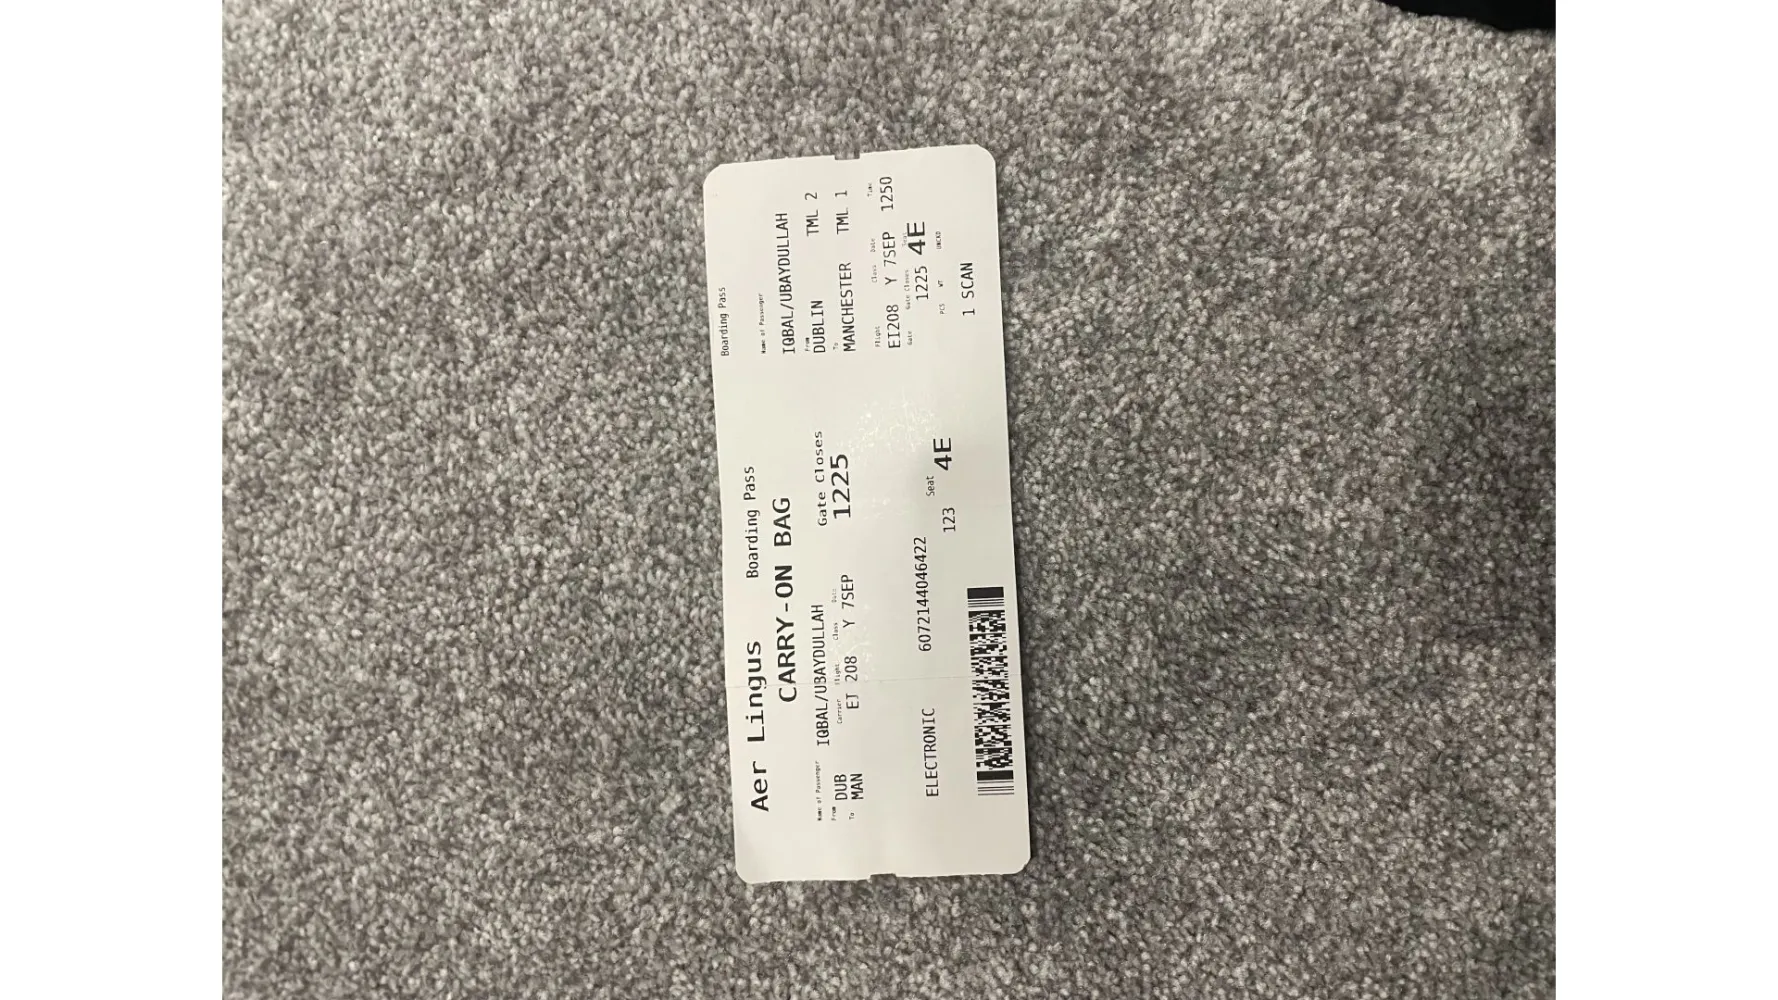 Aer Lingus Boarding Pass
CARRY-ON BAG
Name of Passenger IQBAL/UBAYDULLAH Gate Closes
From DUB Carrier Flight Class Date 1225
To MAN EI 208 Y 7SEP
ELECTRONIC 6072144046422 Seat
123 4E
Boarding Pass
Name of Passenger
IQBAL/UBAYDULLAH
From
DUBLIN TML 2
To
MANCHESTER TML 1
Flight Class Date Time
EI208 Y 7SEP 1250
Gate Gate Closes Seat
1225 4E
PCS WT UNCKD
1 SCAN